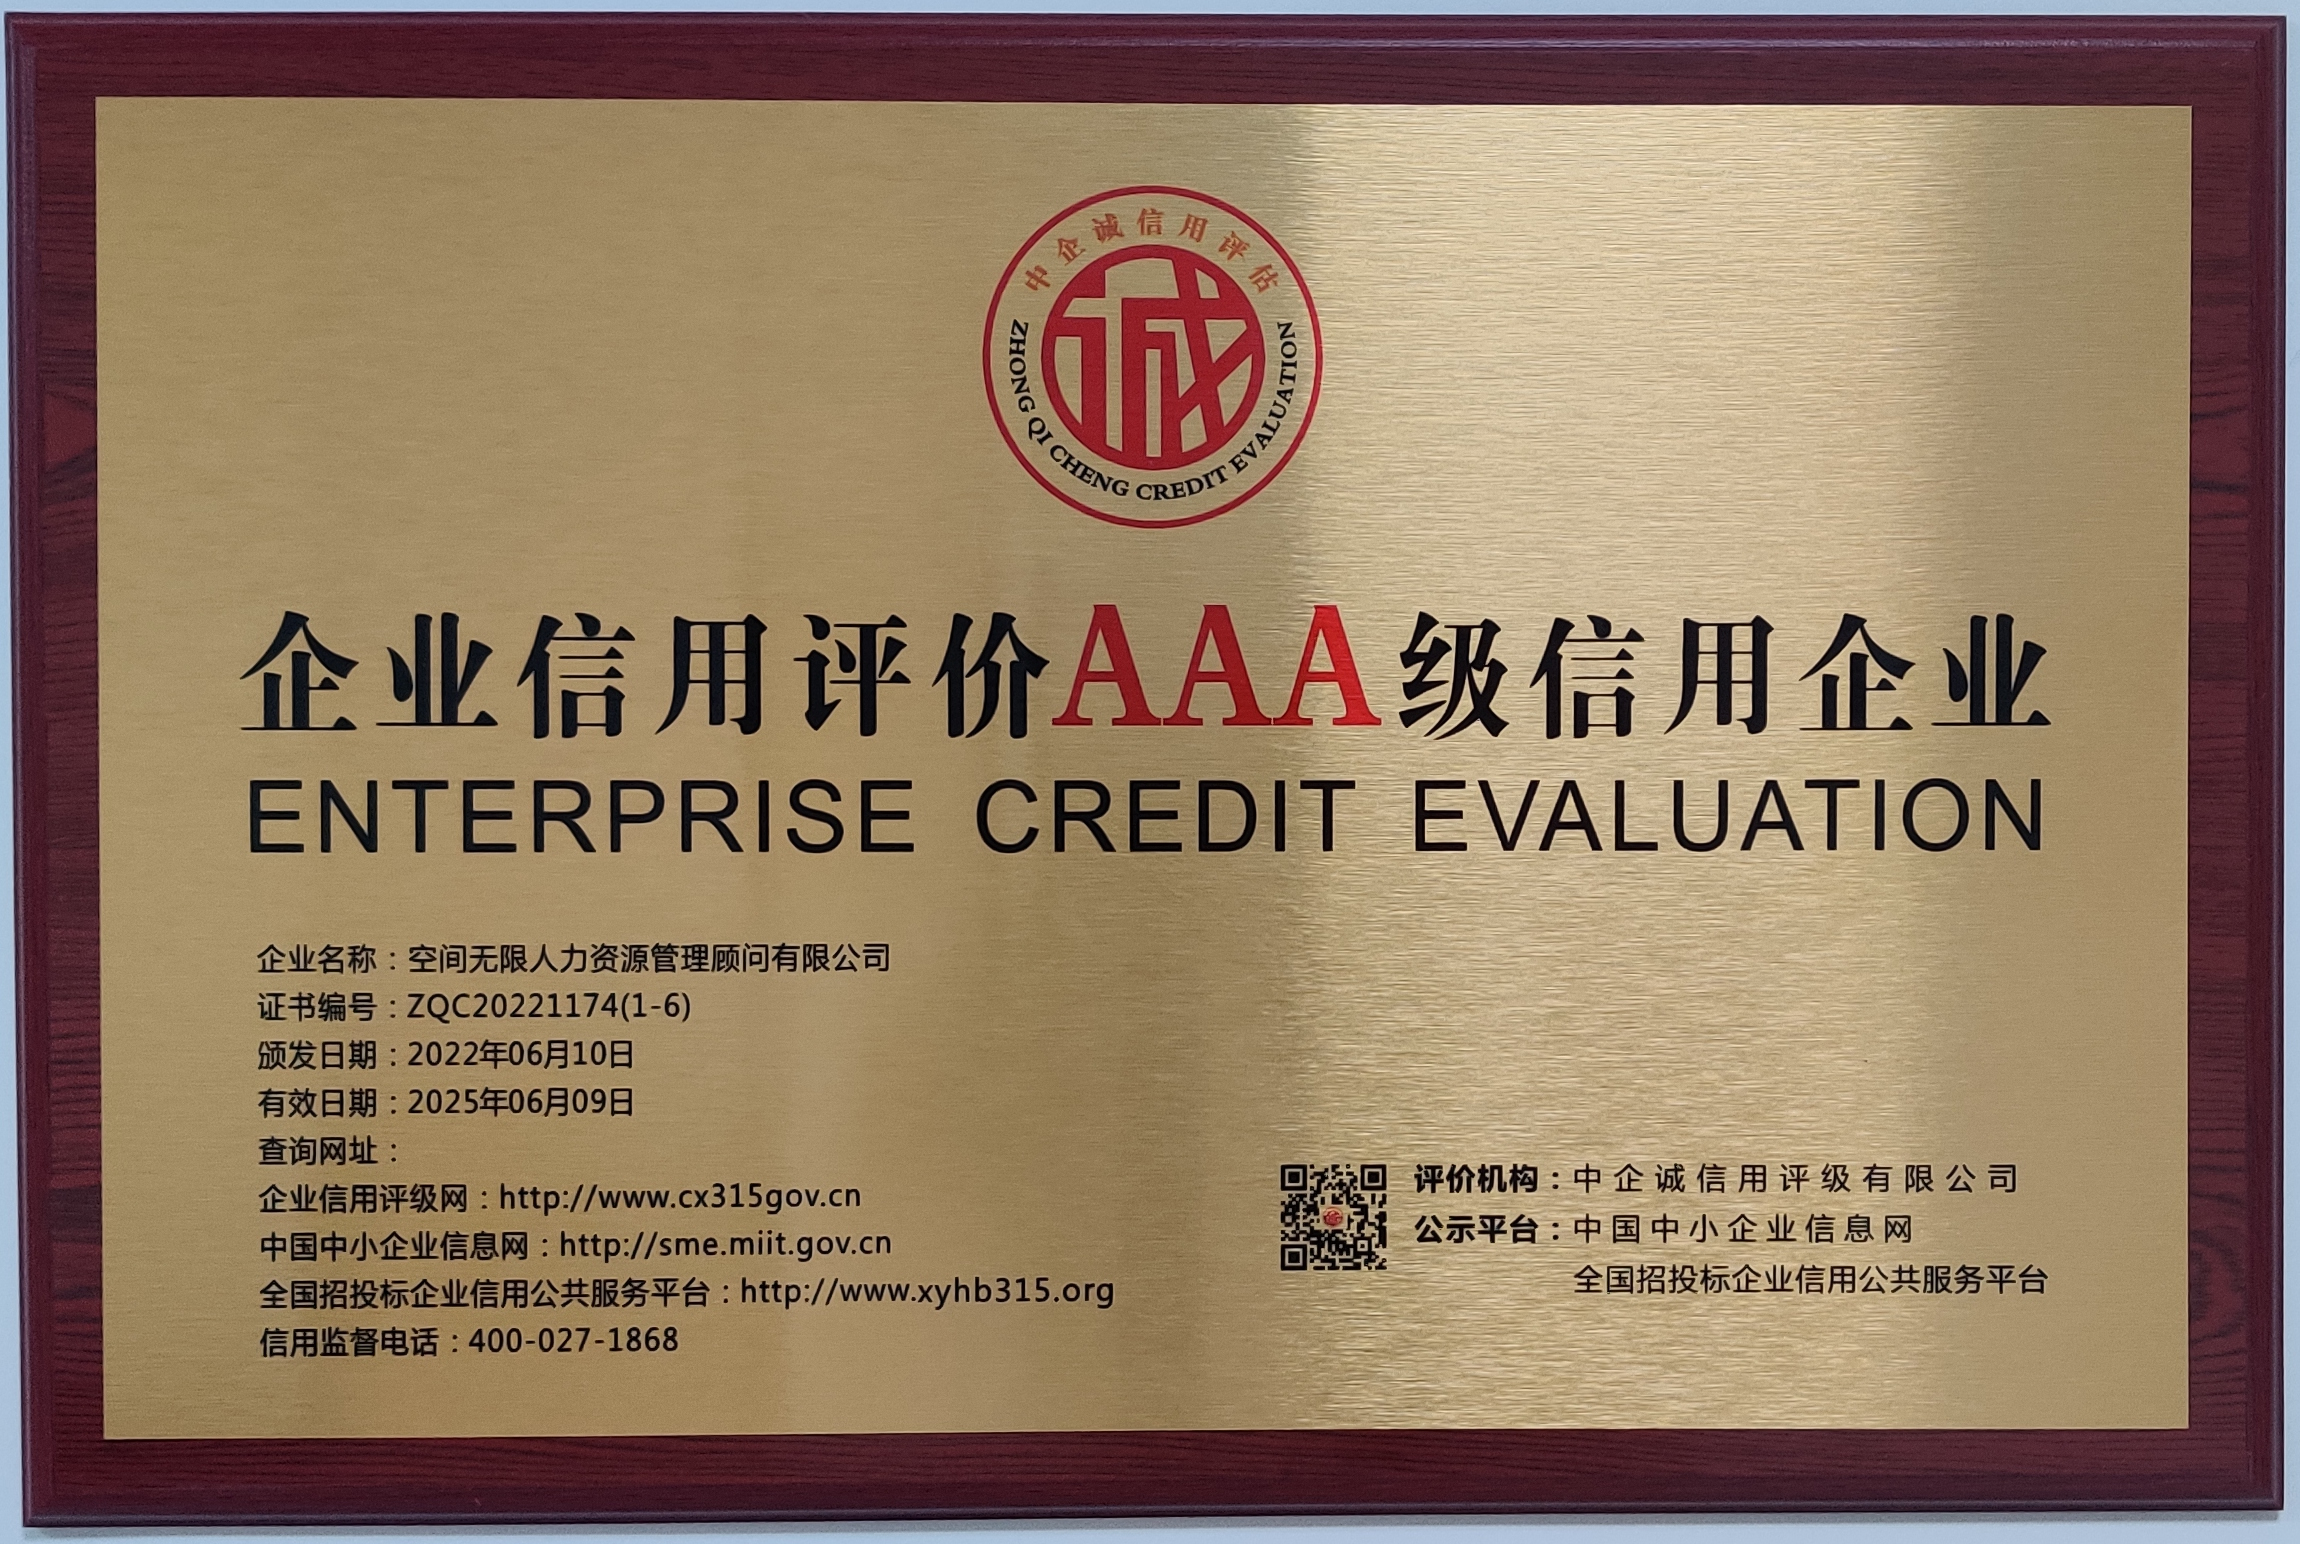 中企诚信用评估
诚
ZHONG QI CHENG CREDIT EVALUATION
企业信用评价AAA级信用企业
ENTERPRISE CREDIT EVALUATION
企业名称：空间无限人力资源管理顾问有限公司
证书编号：ZQC20221174(1-6)
颁发日期：2022年06月10日
有效日期：2025年06月09日
查询网址：
企业信用评级网：http://www.cx315gov.cn
中国中小企业信息网：http://sme.miit.gov.cn
全国招投标企业信用公共服务平台：http://www.xyhb315.org
信用监督电话：400-027-1868
评价机构：中企诚信用评级有限公司
公示平台：中国中小企业信息网
全国招投标企业信用公共服务平台